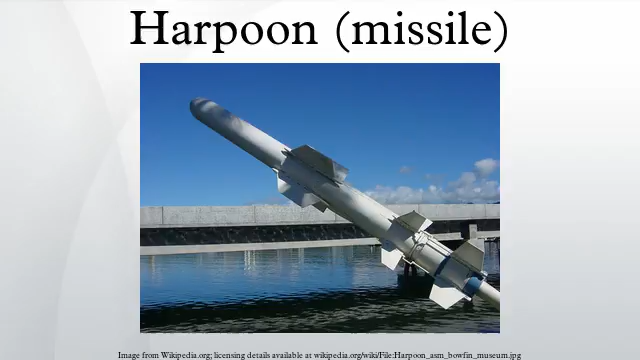 Harpoon (missile)
Image from Wikipedia.org; licensing details available at wikipedia.org/wiki/File:Harpoon_asm_bowfin_museum.jpg